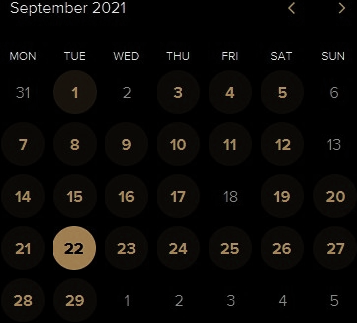 September 2021
MON TUE WED THU FRI SAT SUN
31 1 2 3 4 5 6
7 8 9 10 11 12 13
14 15 16 17 18 19 20
21 22 23 24 25 26 27
28 29 1 2 3 4 5